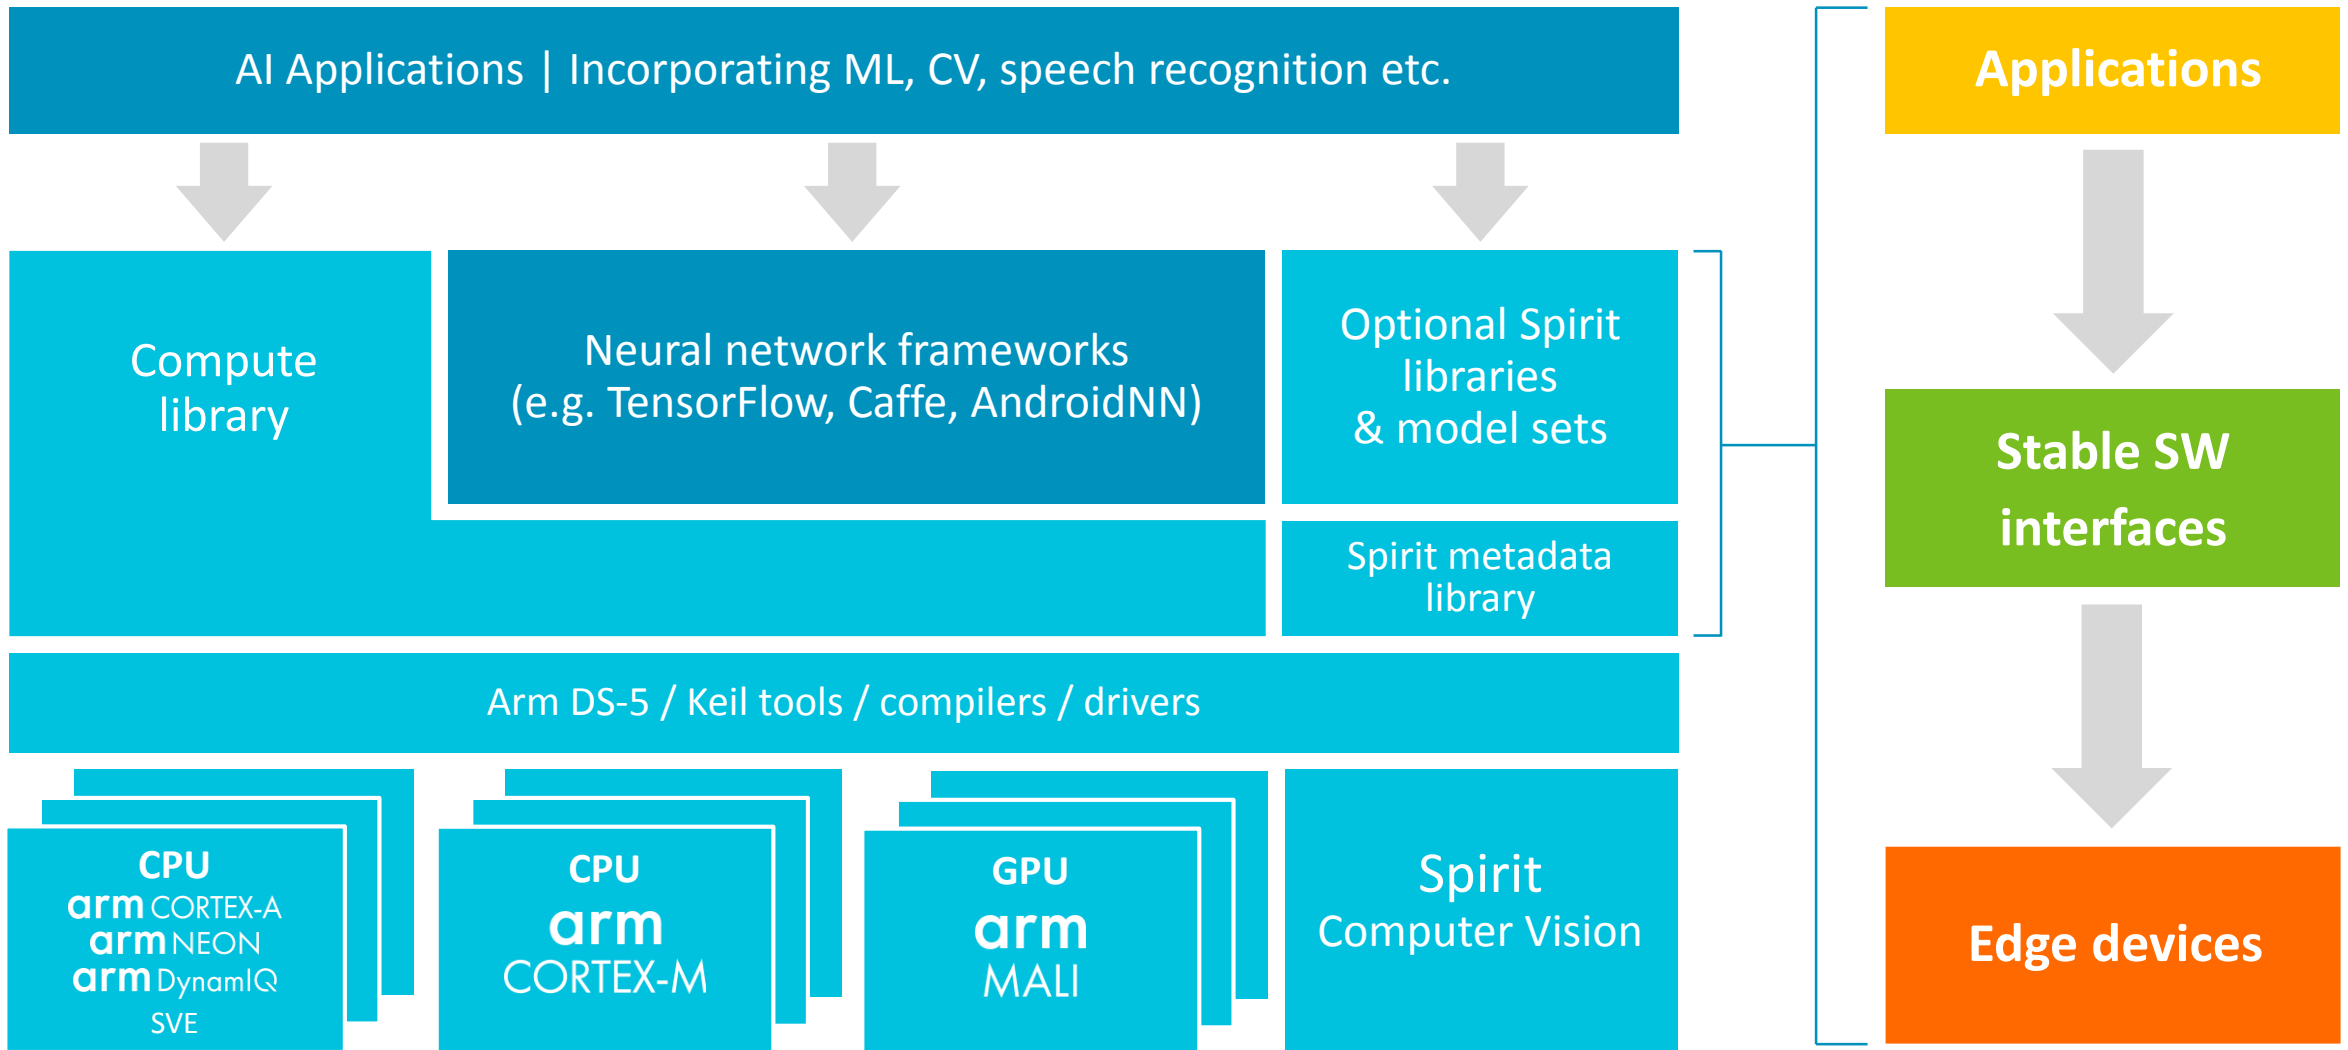 AI Applications | Incorporating ML, CV, speech recognition etc.
Compute
library
Neural network frameworks
(e.g. TensorFlow, Caffe, AndroidNN)
Optional Spirit
libraries
& model sets
Spirit metadata
library
Arm DS-5 / Keil tools / compilers / drivers
CPU
arm CORTEX-A
arm NEON
arm DynamIQ
SVE
CPU
arm
CORTEX-M
GPU
arm
MALI
Spirit
Computer Vision
Applications
Stable SW
interfaces
Edge devices